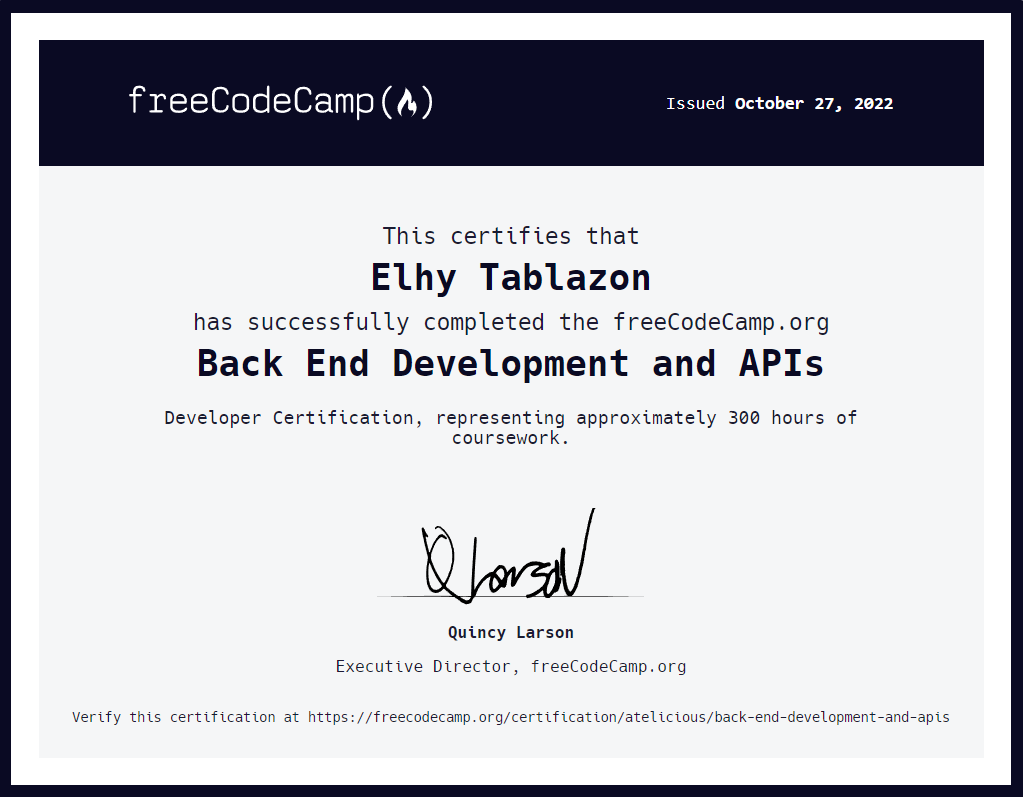 freeCodeCamp(🔥)
Issued October 27, 2022
This certifies that
Elhy Tablazon
has successfully completed the freeCodeCamp.org
Back End Development and APIs
Developer Certification, representing approximately 300 hours of
coursework.
Q Larson
Quincy Larson
Executive Director, freeCodeCamp.org
Verify this certification at https://freecodecamp.org/certification/atelicious/back-end-development-and-apis